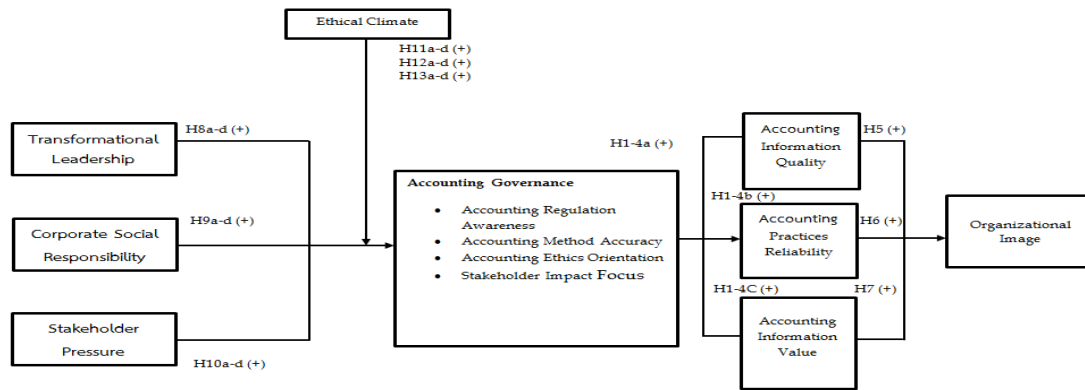 Ethical Climate
H11a-d (+)
H12a-d (+)
H13a-d (+)
H8a-d (+)
Transformational
Leadership
H9a-d (+)
Corporate Social
Responsibility
Stakeholder
Pressure
H10a-d (+)
Accounting Governance
• Accounting Regulation
Awareness
• Accounting Method Accuracy
• Accounting Ethics Orientation
• Stakeholder Impact Focus
H1-4a (+)
H1-4b (+)
H1-4C (+)
Accounting
Information
Quality
Accounting
Practices
Reliability
Accounting
Information
Value
H5 (+)
H6 (+)
H7 (+)
Organizational
Image